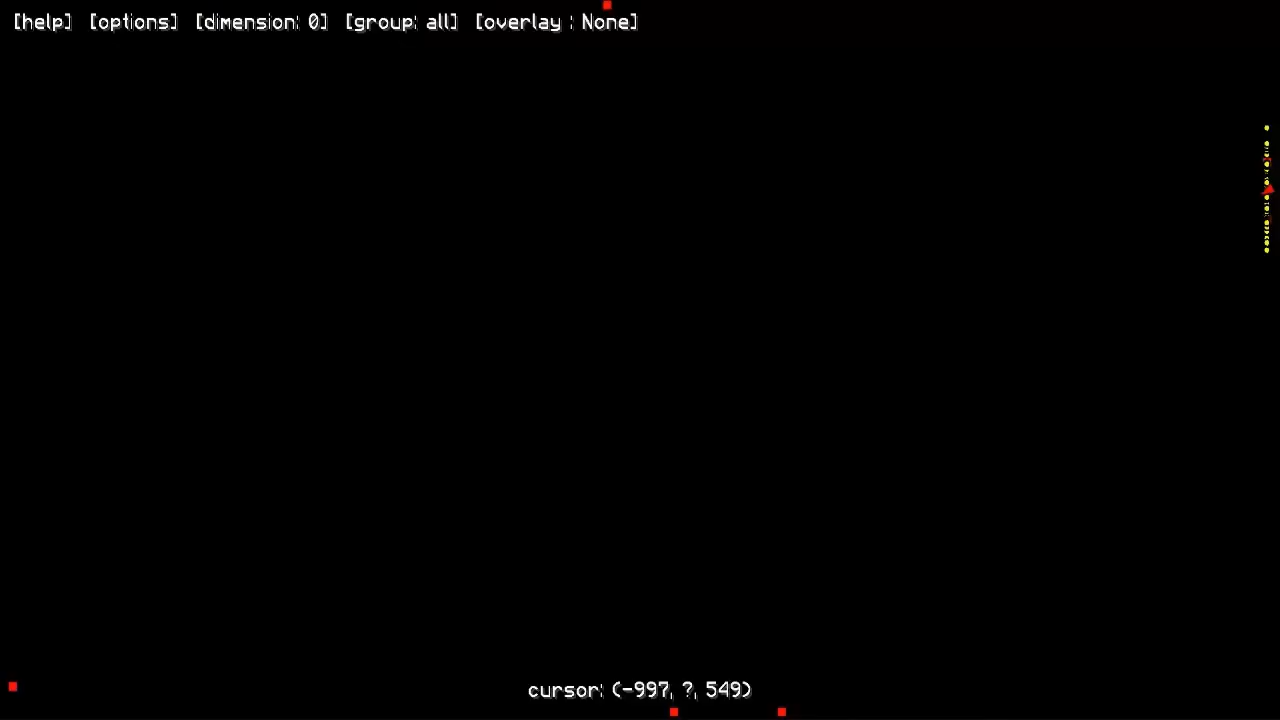 [help] [options] [dimension: 0] [group: all] [overlay : None]
cursor: (-997, ?, 549)